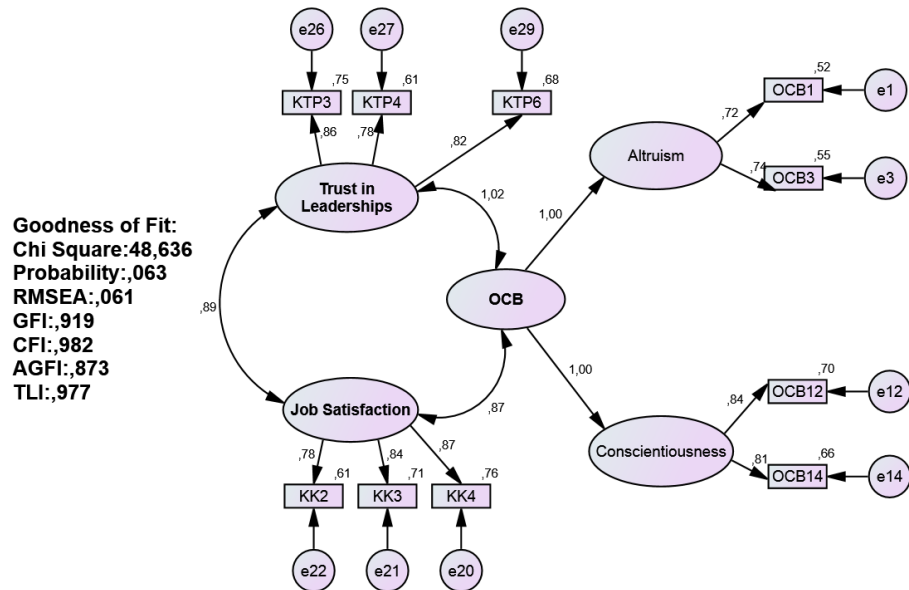 e26
e27
e29
,75
,61
,68
KTP3
KTP4
KTP6
,86
,78
,82
Trust in
Leaderships
,52
OCB1
e1
,72
Altruism
,74
,55
OCB3
e3
1,02
1,00
Goodness of Fit:
Chi Square:48,636
Probability:,063
RMSEA:,061
GFI:,919
CFI:,982
AGFI:,873
TLI:,977
,89
OCB
1,00
,87
Job Satisfaction
,78
,84
,87
,61
,71
,76
KK2
KK3
KK4
e22
e21
e20
,70
,84
OCB12
e12
Conscientiousness
,81
,66
OCB14
e14